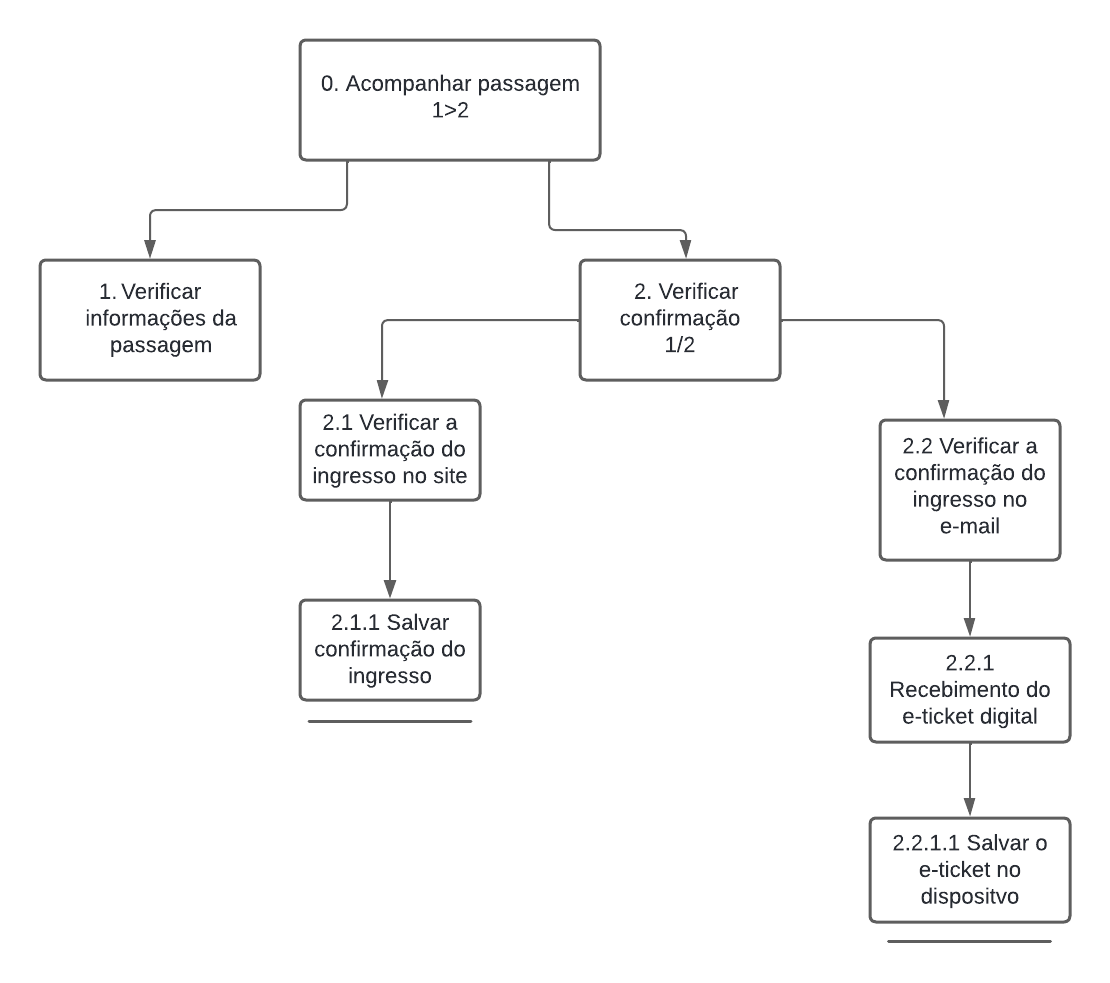 0. Acompanhar passagem
1>2
1. Verificar
informações da
passagem
2. Verificar
confirmação
1/2
2.1 Verificar a
confirmação do
ingresso no site
2.2 Verificar a
confirmação do
ingresso no
e-mail
2.1.1 Salvar
confirmação do
ingresso
2.2.1
Recebimento do
e-ticket digital
2.2.1.1 Salvar o
e-ticket no
dispositvo